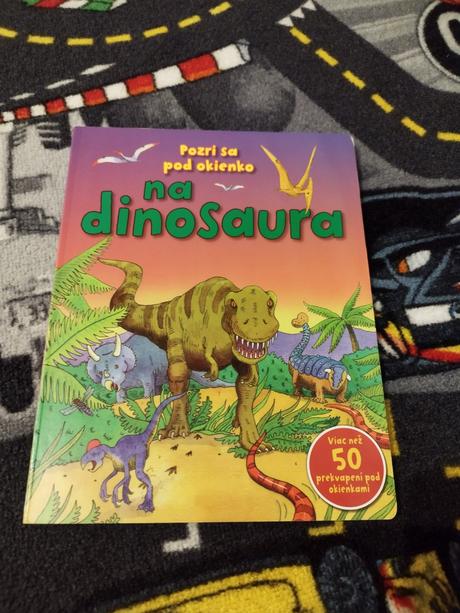 Pozri sa
pod okienko
na
dinosaura
Viac než
50
prekvapení pod
okienkami